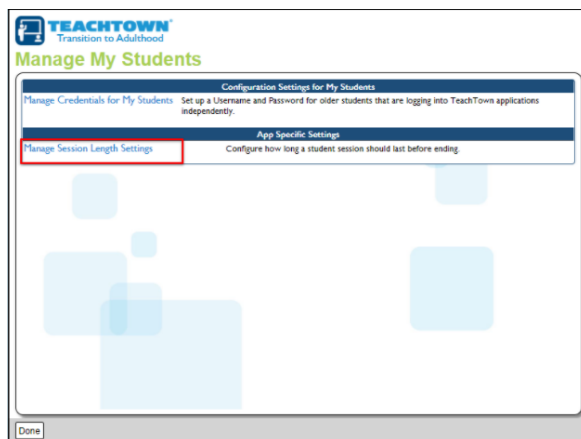 TEACHTOWN
Transition to Adulthood
Manage My Students
Configuration Settings for My Students
Manage Credentials for My Students Set up a Username and Password for older students that are logging into TeachTown applications
independently.
App Specific Settings
Manage Session Length Settings Configure how long a student session should last before ending.
Done